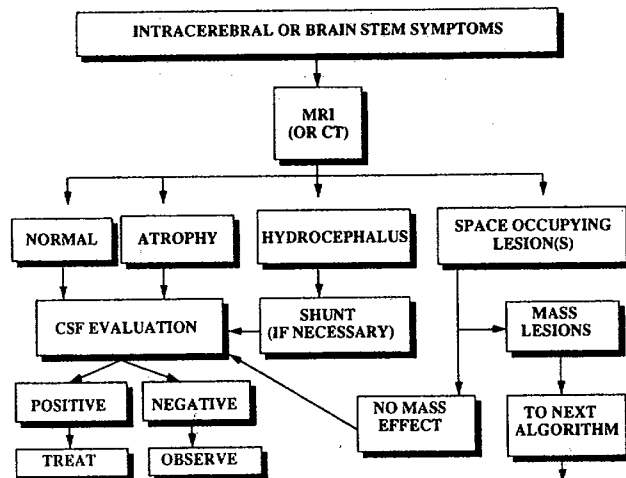 INTRACEREBRAL OR BRAIN STEM SYMPTOMS
MRI
(OR CT)
NORMAL
ATROPHY
HYDROCEPHALUS
SPACE OCCUPYING
LESION(S)
CSF EVALUATION
SHUNT
(IF NECESSARY)
MASS
LESIONS
POSITIVE
NEGATIVE
NO MASS
EFFECT
TO NEXT
ALGORITHM
TREAT
OBSERVE